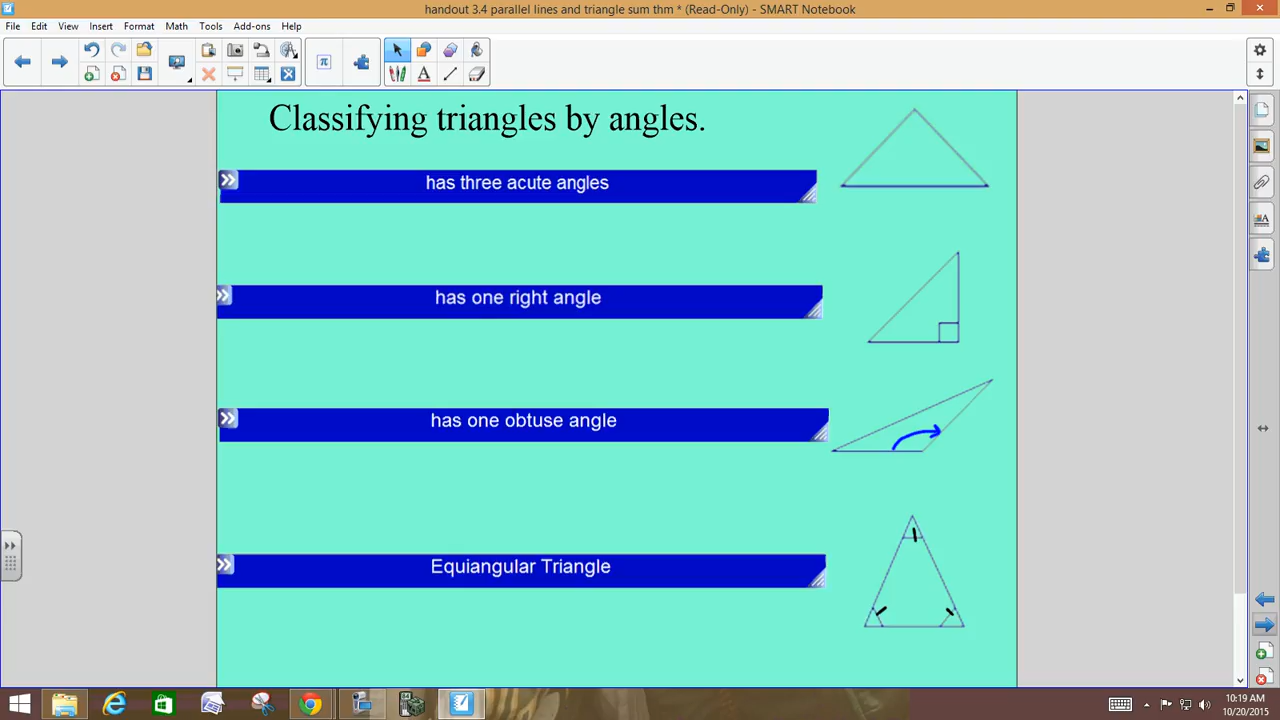 handout 3.4 parallel lines and triangle sum thm * (Read-Only) - SMART Notebook
File Edit View Insert Format Math Tools Add-ons Help
Classifying triangles by angles.
has three acute angles
has one right angle
has one obtuse angle
Equiangular Triangle
10:19 AM
10/20/2015